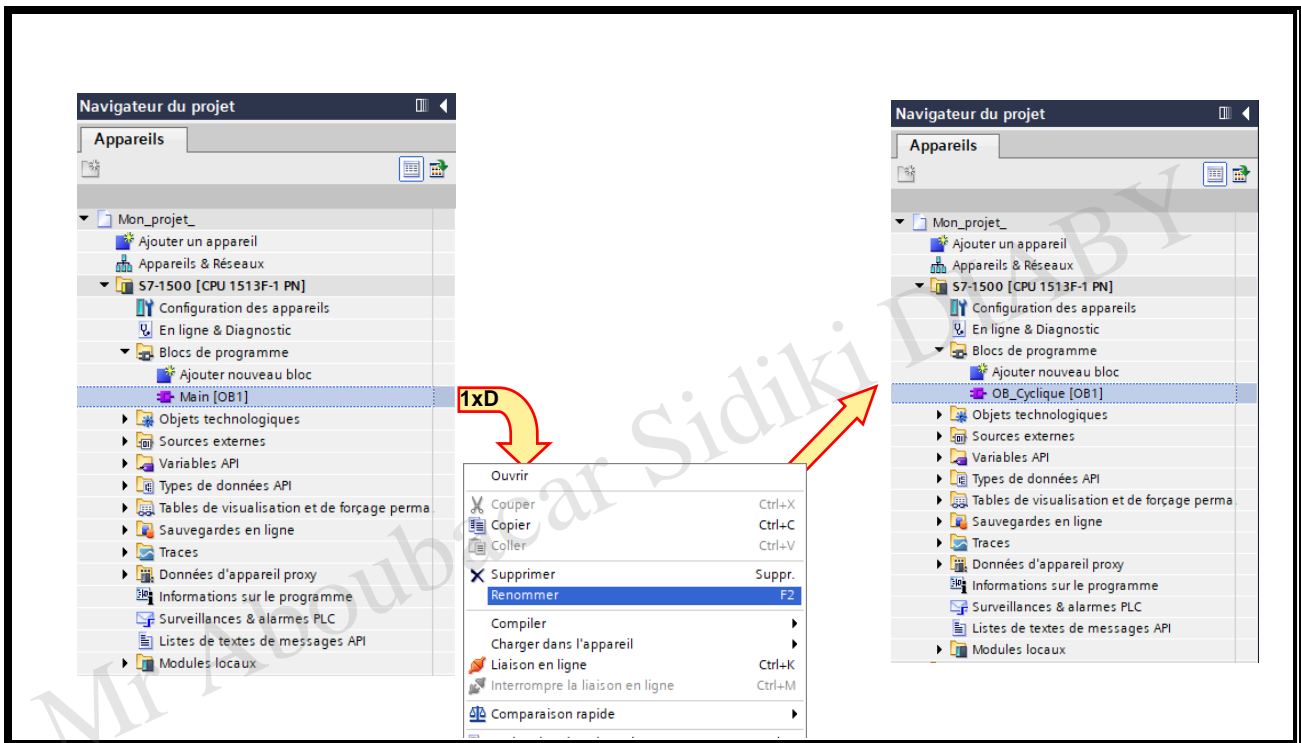 Navigateur du projet
Appareils
Mon_projet_
Ajouter un appareil
Appareils & Réseaux
S7-1500 [CPU 1513F-1 PN]
Configuration des appareils
En ligne & Diagnostic
Blocs de programme
Ajouter nouveau bloc
Main [OB1]
Objets technologiques
Sources externes
Variables API
Types de données API
Tables de visualisation et de forçage perma
Sauvegardes en ligne
Traces
Données d'appareil proxy
Informations sur le programme
Surveillances & alarmes PLC
Listes de textes de messages API
Modules locaux
1xD
Ouvrir
Couper Ctrl+X
Copier Ctrl+C
Coller Ctrl+V
Supprimer Suppr.
Renommer F2
Compiler
Charger dans l'appareil
Liaison en ligne Ctrl+K
Interrompre la liaison en ligne Ctrl+M
Comparaison rapide
Navigateur du projet
Appareils
Mon_projet_
Ajouter un appareil
Appareils & Réseaux
S7-1500 [CPU 1513F-1 PN]
Configuration des appareils
En ligne & Diagnostic
Blocs de programme
Ajouter nouveau bloc
OB_Cyclique [OB1]
Objets technologiques
Sources externes
Variables API
Types de données API
Tables de visualisation et de forçage perma
Sauvegardes en ligne
Traces
Données d'appareil proxy
Informations sur le programme
Surveillances & alarmes PLC
Listes de textes de messages API
Modules locaux
Mr Aboubacar Sidiki DIABY